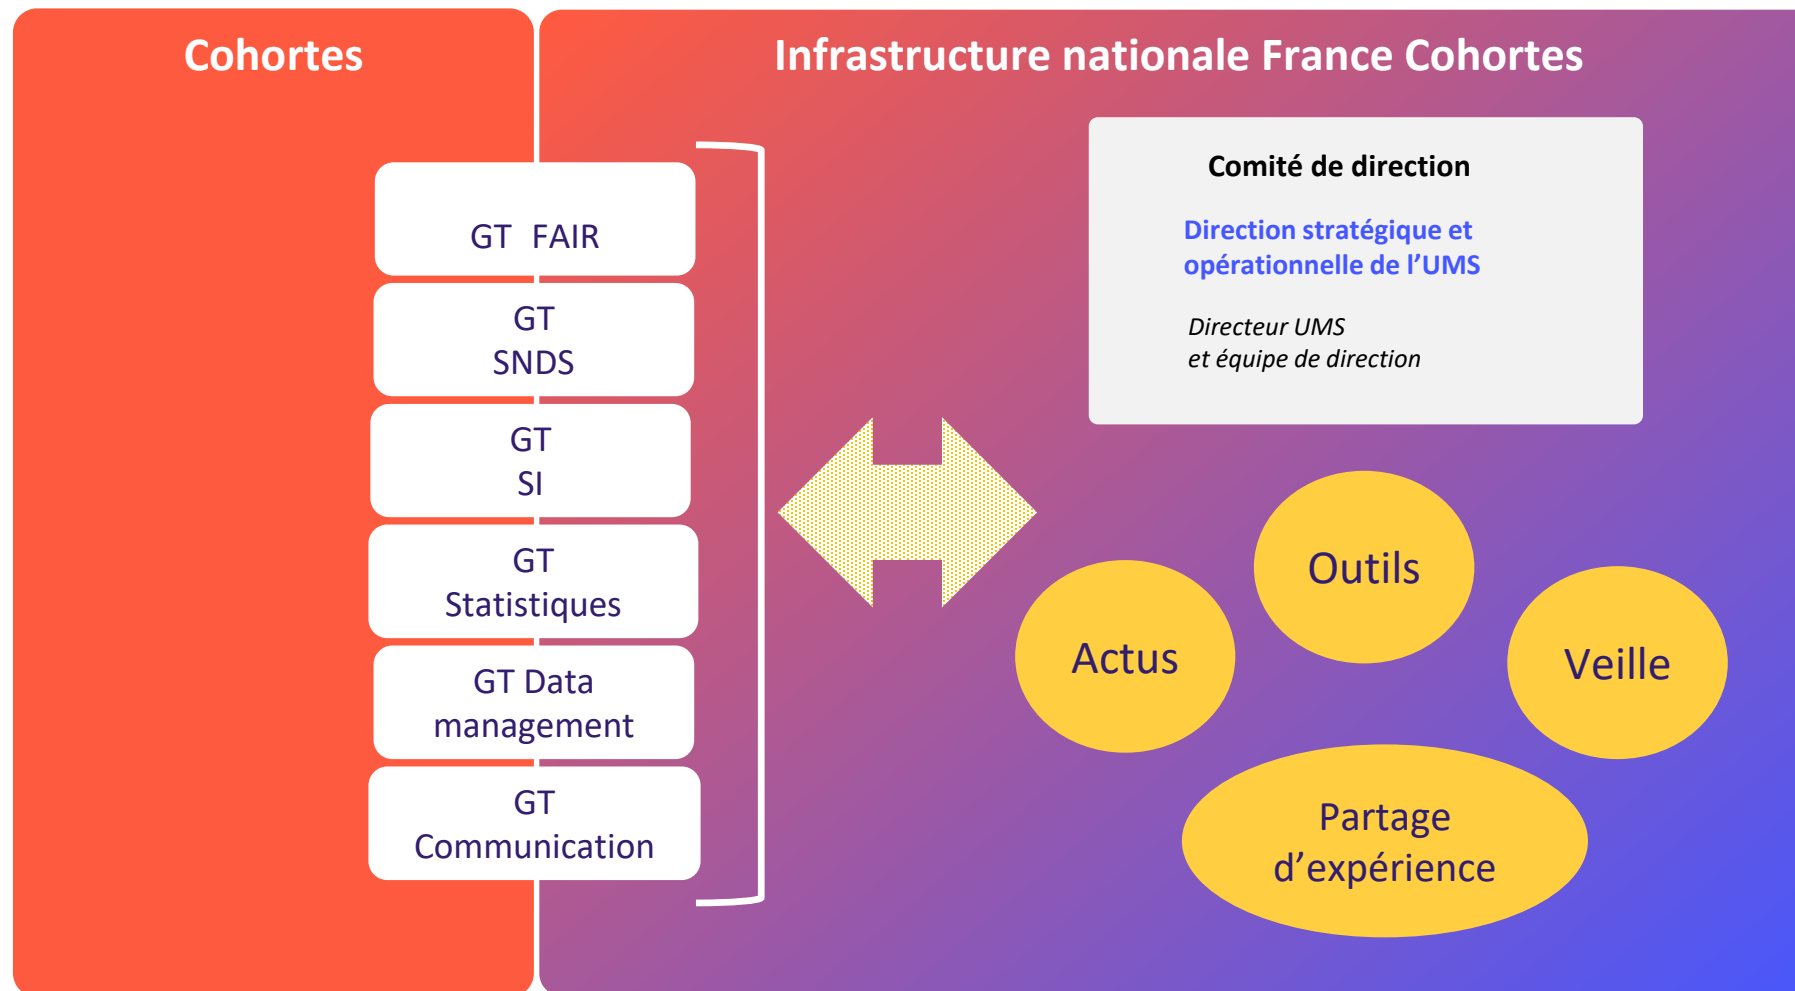 Cohortes
Infrastructure nationale France Cohortes
GT FAIR
GT
SNDS
GT
SI
GT
Statistiques
GT Data
management
GT
Communication
Comité de direction
Direction stratégique et
opérationnelle de l’UMS
Directeur UMS
et équipe de direction
Outils
Actus
Veille
Partage
d’expérience